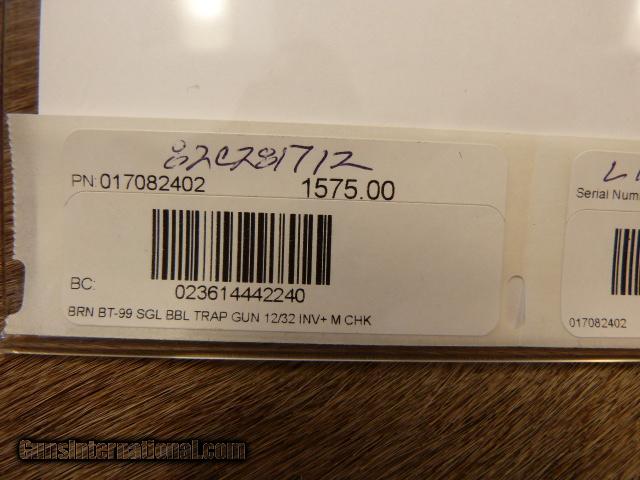 82C281712
PN: 017082402 1575.00
BC:
023614442240
BRN BT-99 SGL BBL TRAP GUN 12/32 INV+ M CHK
Serial Num
017082402
GunsInternational.com